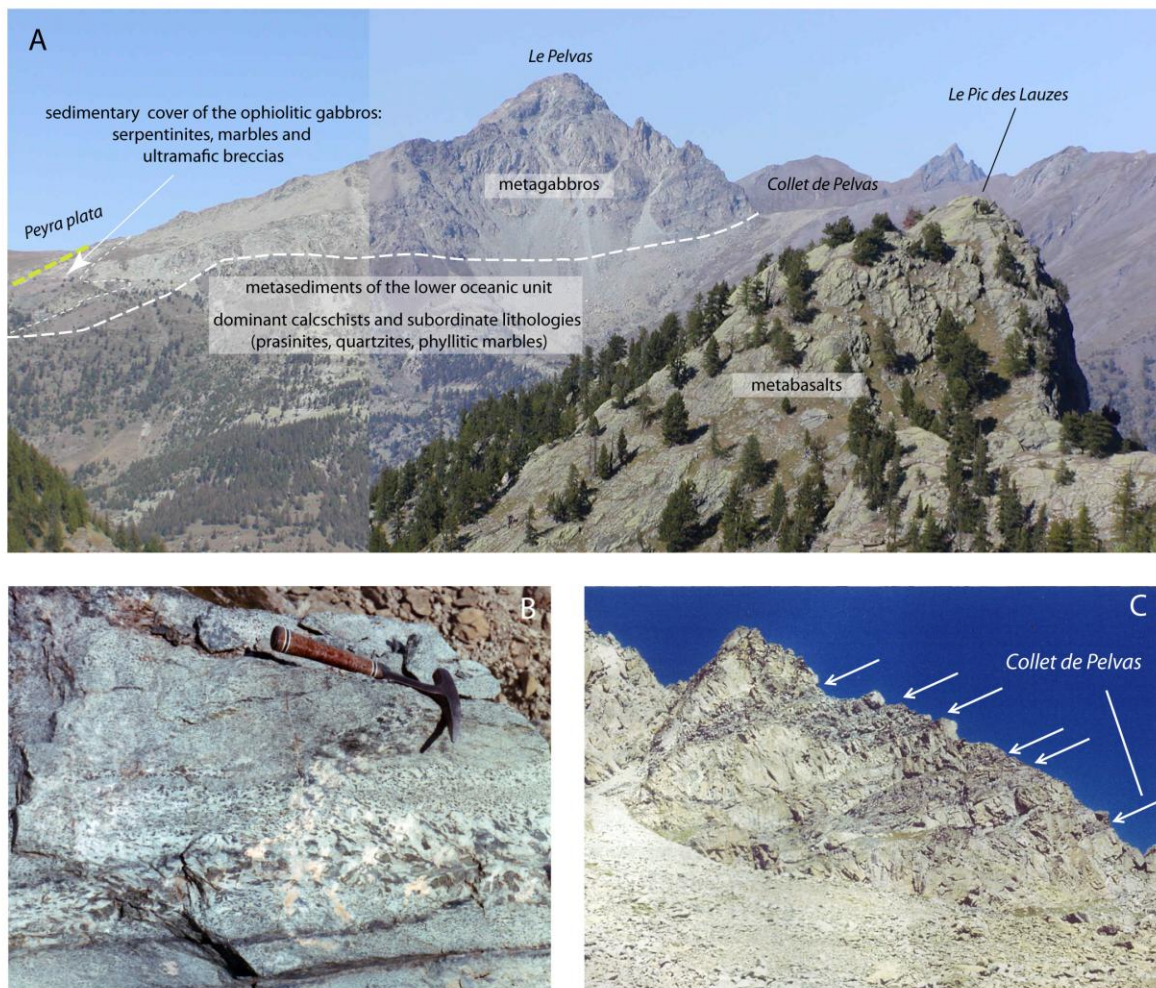 A
Le Pelvas
Le Pic des Lauzes
sedimentary cover of the ophiolitic gabbros:
serpentinites, marbles and
ultramafic breccias
metagabbros
Collet de Pelvas
Peyra plata
metasediments of the lower oceanic unit
dominant calcschists and subordinate lithologies
(prasinites, quartzites, phyllitic marbles)
metabasalts
B
C
Collet de Pelvas